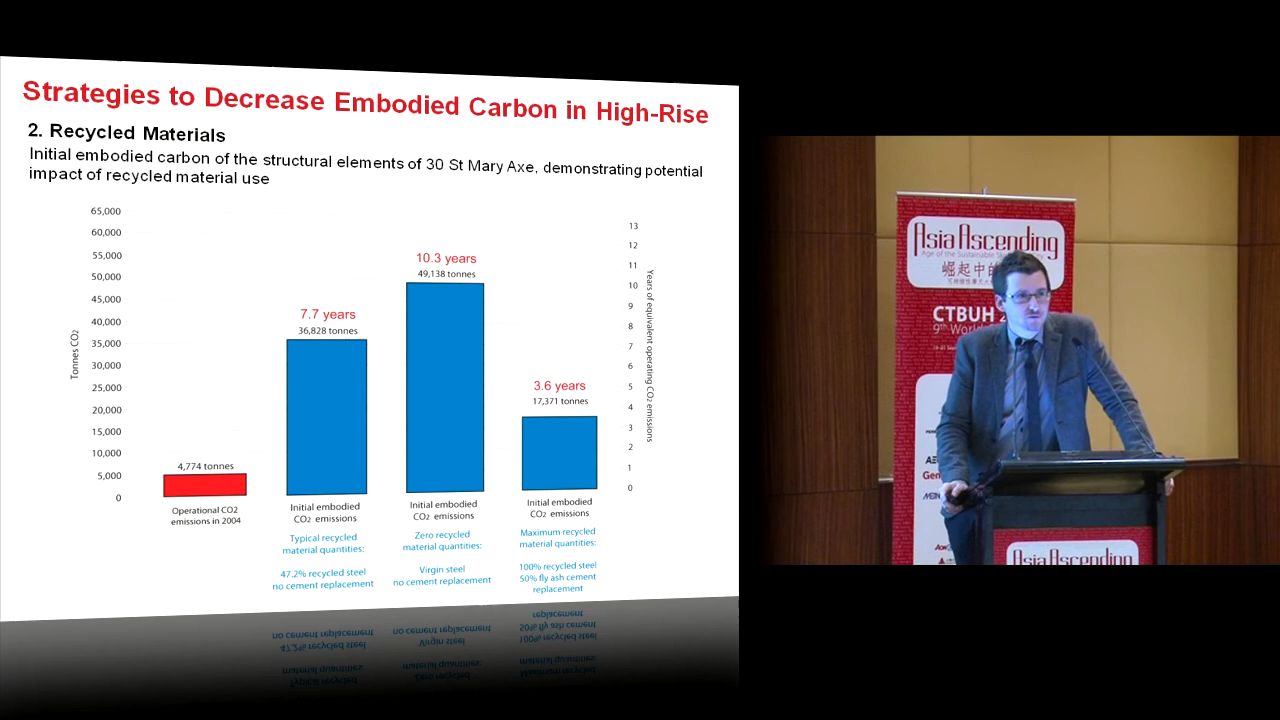 Strategies to Decrease Embodied Carbon in High-Rise
2. Recycled Materials
Initial embodied carbon of the structural elements of 30 St Mary Axe, demonstrating potential
impact of recycled material use
65,000
60,000
55,000
50,000
45,000
40,000
35,000
30,000
25,000
20,000
15,000
10,000
5,000
0
Tonnes CO2
4,774 tonnes
Operational CO2
emissions in 2004
7.7 years
36,828 tonnes
Initial embodied
CO2 emissions
Typical recycled
material quantities:
47.2% recycled steel
no cement replacement
10.3 years
49,138 tonnes
Initial embodied
CO2 emissions
Zero recycled
material quantities:
Virgin steel
no cement replacement
3.6 years
17,371 tonnes
Initial embodied
CO2 emissions
Maximum recycled
material quantities:
100% recycled steel
50% fly ash cement
replacement
13
12
11
10
9
8
7
6
5
4
3
2
1
0
Years of equivalent operating CO2 emissions
Asia Ascending
Age of the Sustainable
崛起中的
CTBUH 2
9th World
Asia Ascending